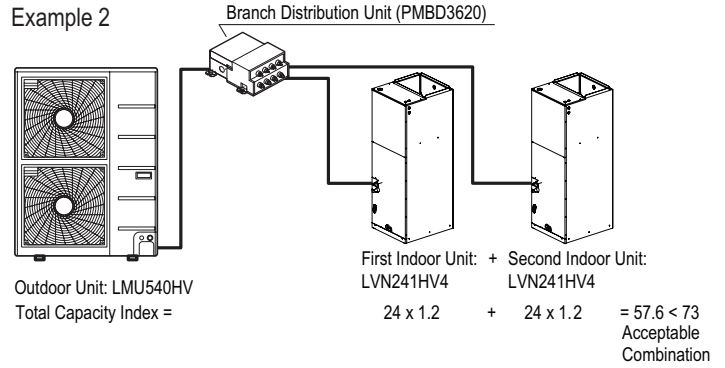 Example 2
Branch Distribution Unit (PMBD3620)
First Indoor Unit: + Second Indoor Unit:
LVN241HV4 LVN241HV4
Outdoor Unit: LMU540HV
Total Capacity Index = 24 x 1.2 + 24 x 1.2 = 57.6 < 73
Acceptable
Combination